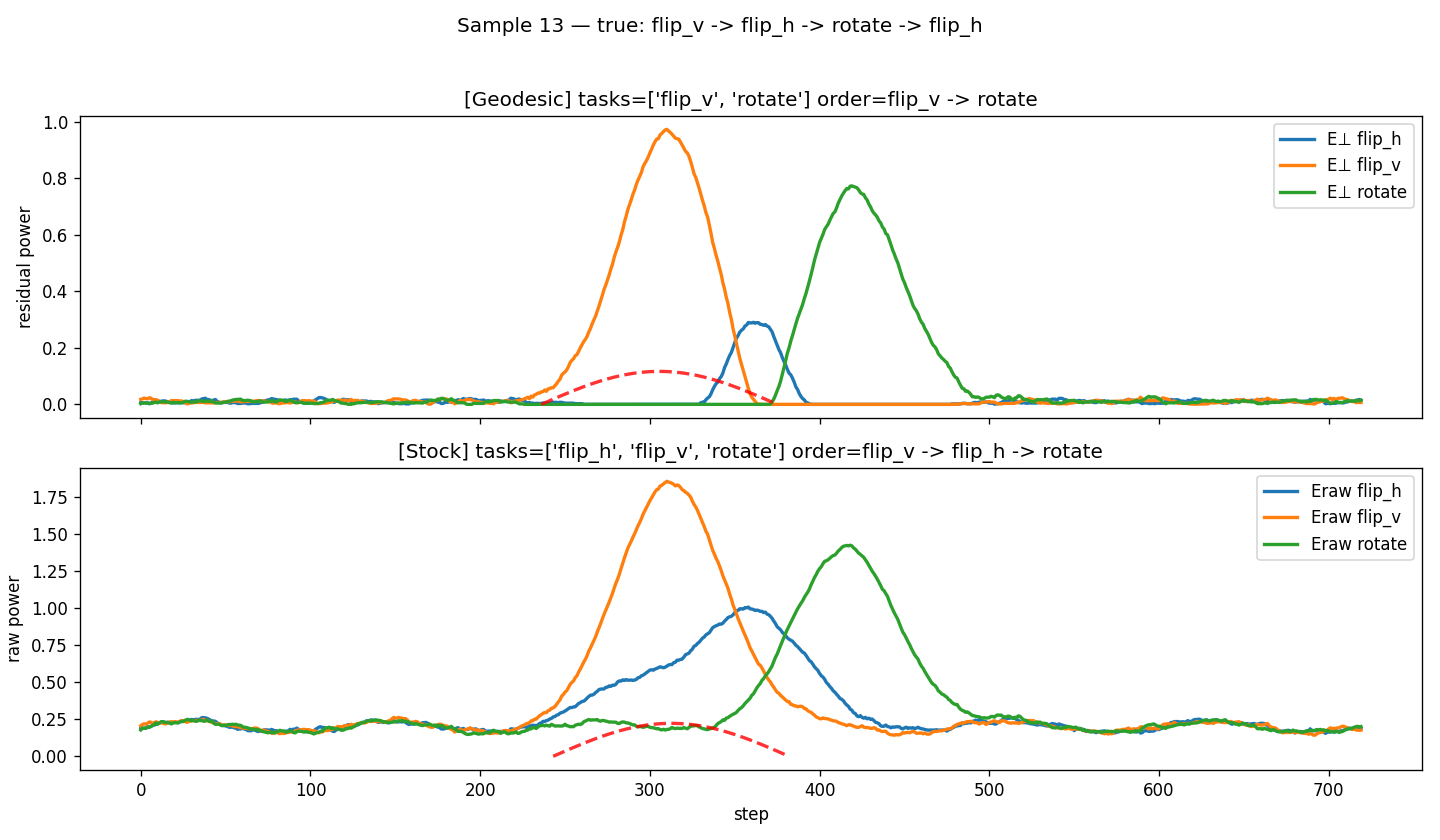 Sample 13 — true: flip_v -> flip_h -> rotate -> flip_h
[Geodesic] tasks=['flip_v', 'rotate'] order=flip_v -> rotate
1.0
0.8
0.6
0.4
0.2
0.0
residual power
E⊥ flip_h
E⊥ flip_v
E⊥ rotate
[Stock] tasks=['flip_h', 'flip_v', 'rotate'] order=flip_v -> flip_h -> rotate
1.75
1.50
1.25
1.00
0.75
0.50
0.25
0.00
raw power
Eraw flip_h
Eraw flip_v
Eraw rotate
0 100 200 300 400 500 600 700
step